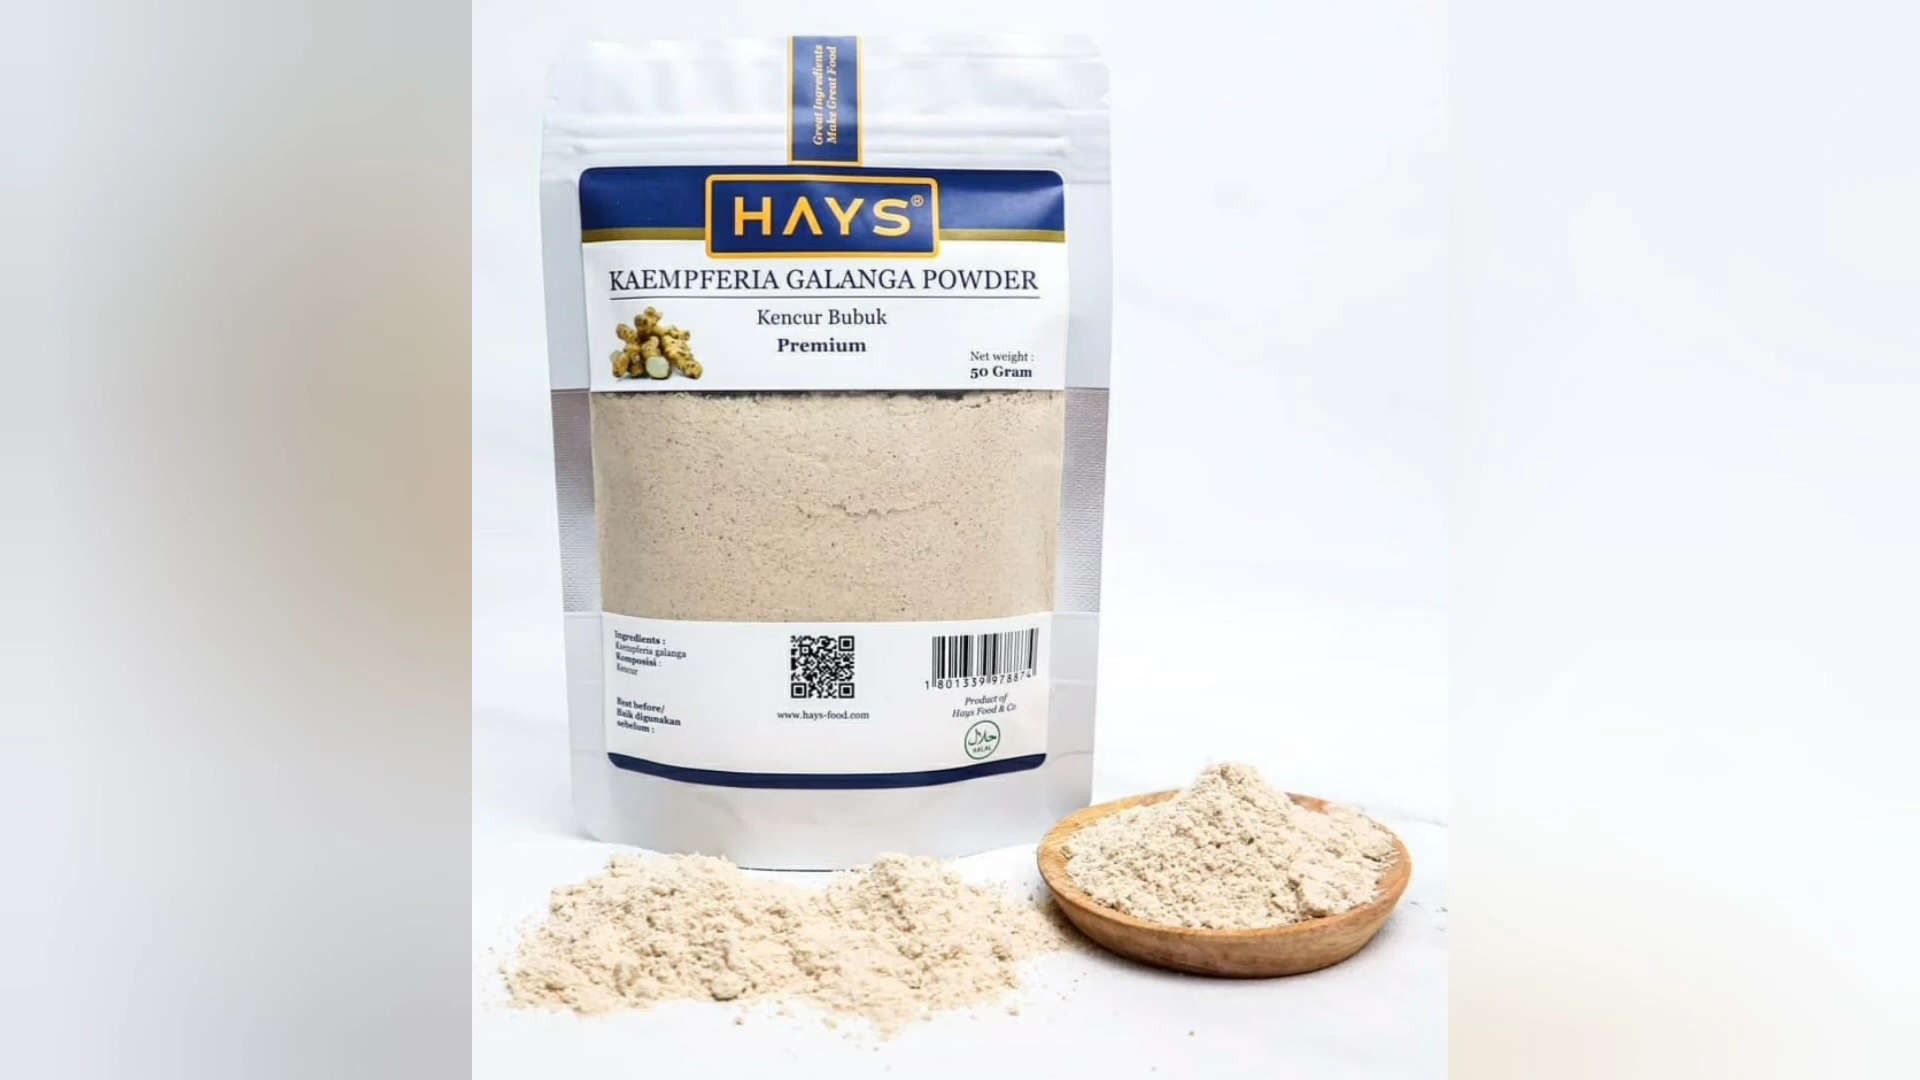 Great Ingredients
Make Great Food
HAYS®
KAEMPFERIA GALANGA POWDER
Kencur Bubuk
Premium
Net weight :
50 Gram
Ingredients :
Kaempferia galanga
Komposisi :
Kencur
Best before/
Baik digunakan
sebelum :
www.hays-food.com
1 801339 978874
Product of
Hays Food & Co
حلال
HALAL